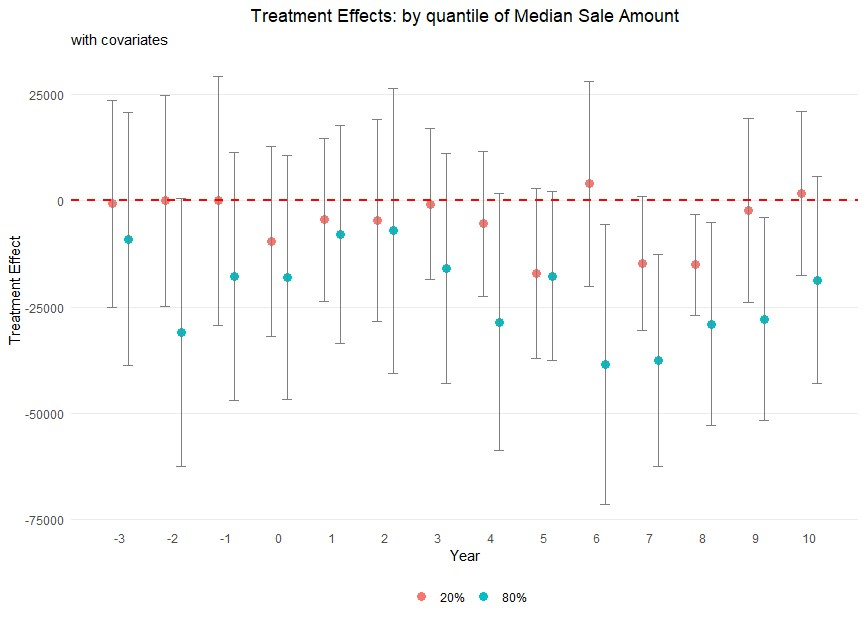 Treatment Effects: by quantile of Median Sale Amount
with covariates
Treatment Effect
25000
0
-25000
-50000
-75000
-3 -2 -1 0 1 2 3 4 5 6 7 8 9 10
Year
20% 80%